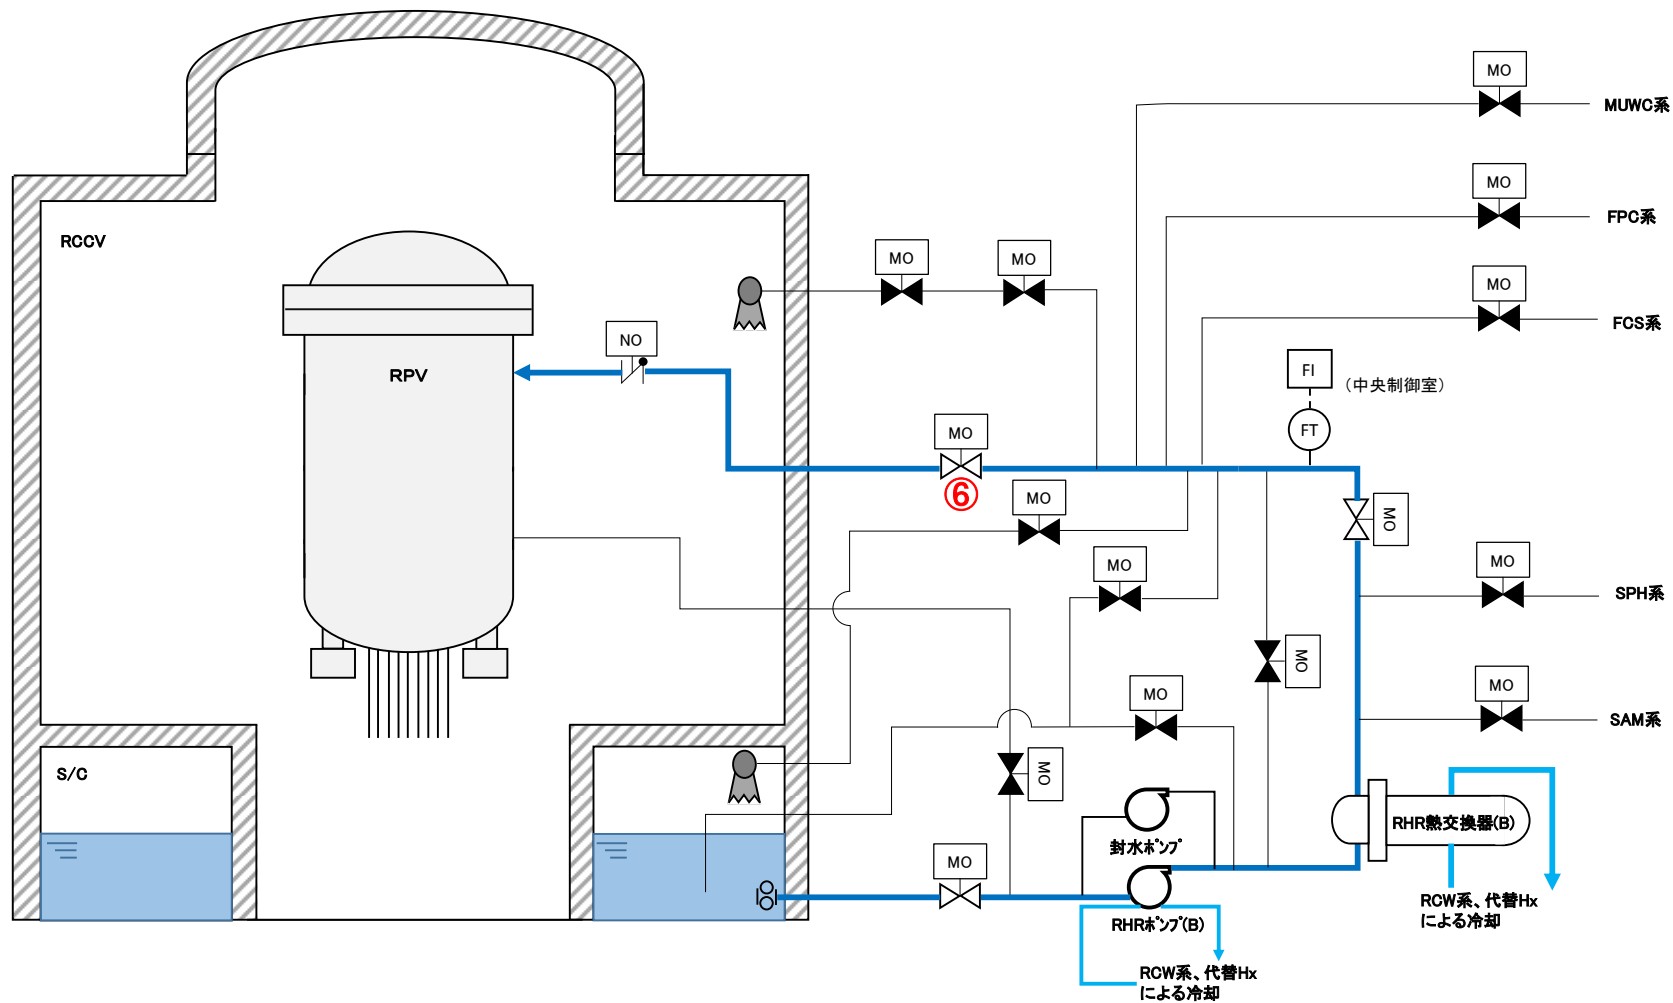 MO
MUWC系
MO
FPC系
RCCV
MO
MO
MO
FCS系
NO
RPV
FI
(中央制御室)
FT
MO
⑥
MO
MO
MO
MO
SPH系
MO
MO
MO
SAM系
S/C
MO
RHR熱交換器(B)
封水ﾎﾟﾝﾌﾟ
MO
RHRﾎﾟﾝﾌﾟ(B)
RCW系、代替Hx
による冷却
RCW系、代替Hx
による冷却